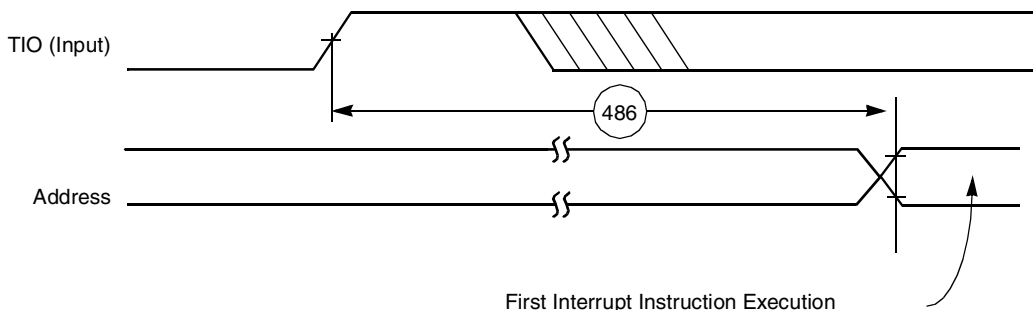 TIO (Input)
486
Address
First Interrupt Instruction Execution